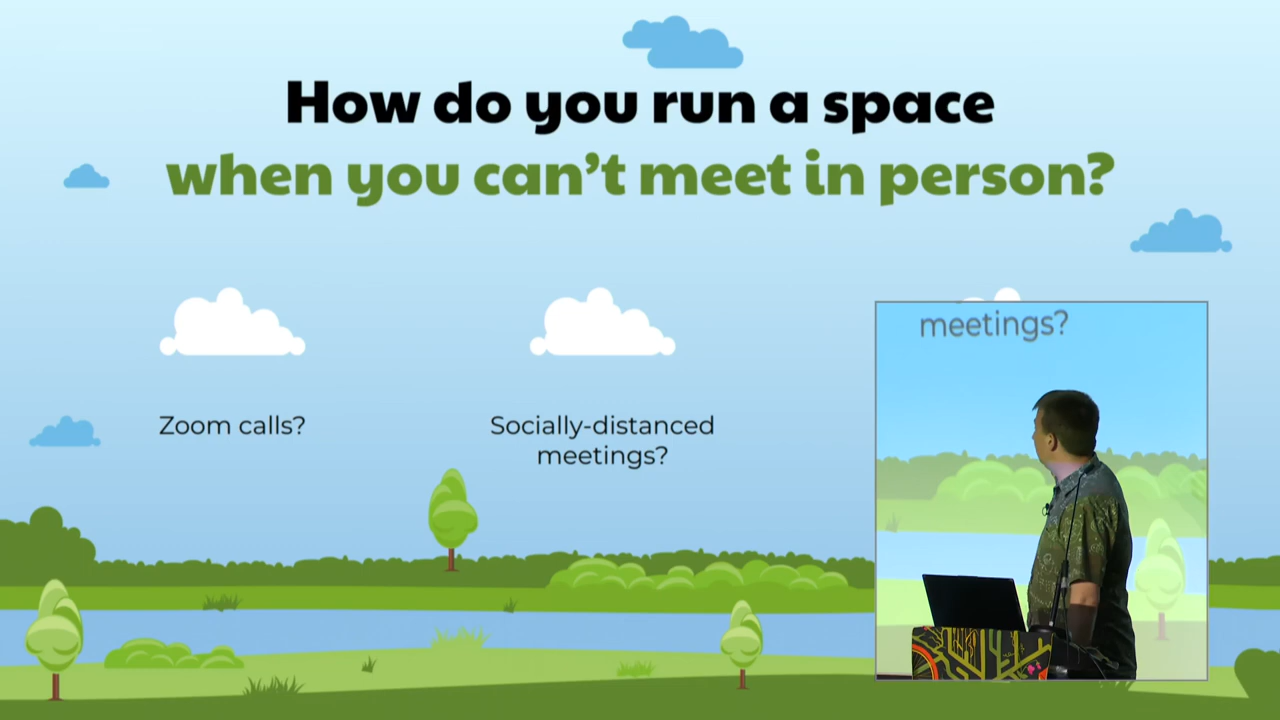 How do you run a space
when you can’t meet in person?
Zoom calls?
Socially-distanced
meetings?
meetings?